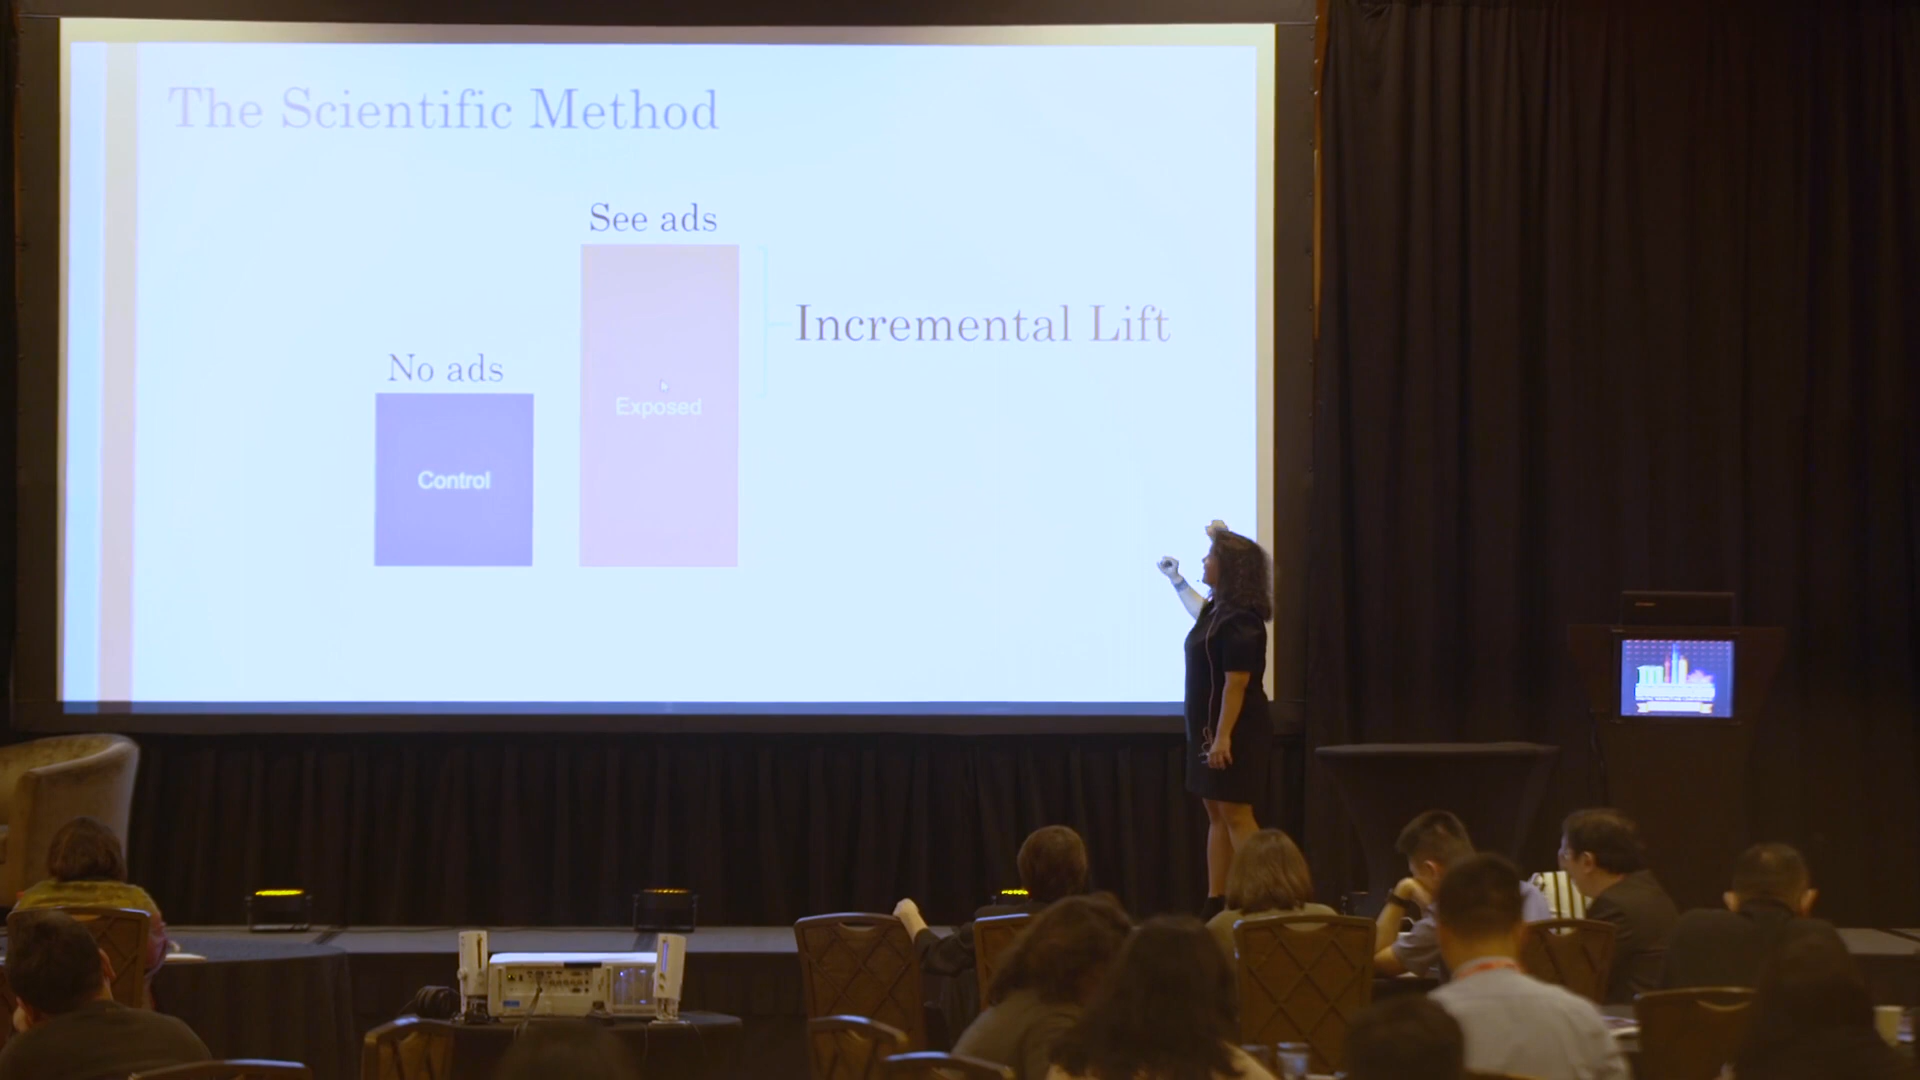 The Scientific Method
See ads
Incremental Lift
No ads
Exposed
Control